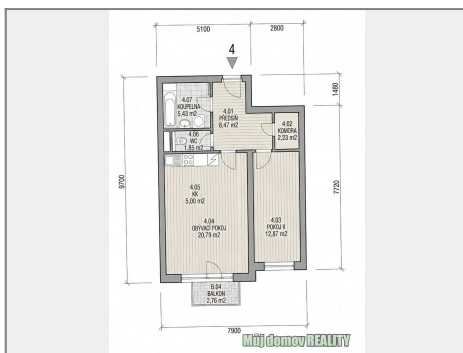 5100
2800
4
1480
4.07
KOUPELNA
5,43 m2
4.01
PŘEDSÍŇ
8,47 m2
4.02
KOMORA
2,23 m2
4.06
WC
1,85 m2
9700
7720
4.05
KK
5,00 m2
4.04
OBÝVACÍ POKOJ
20,79 m2
4.03
POKOJ II
12,87 m2
B.04
BALKON
2,76 m2
7900
Můj domov REALITY